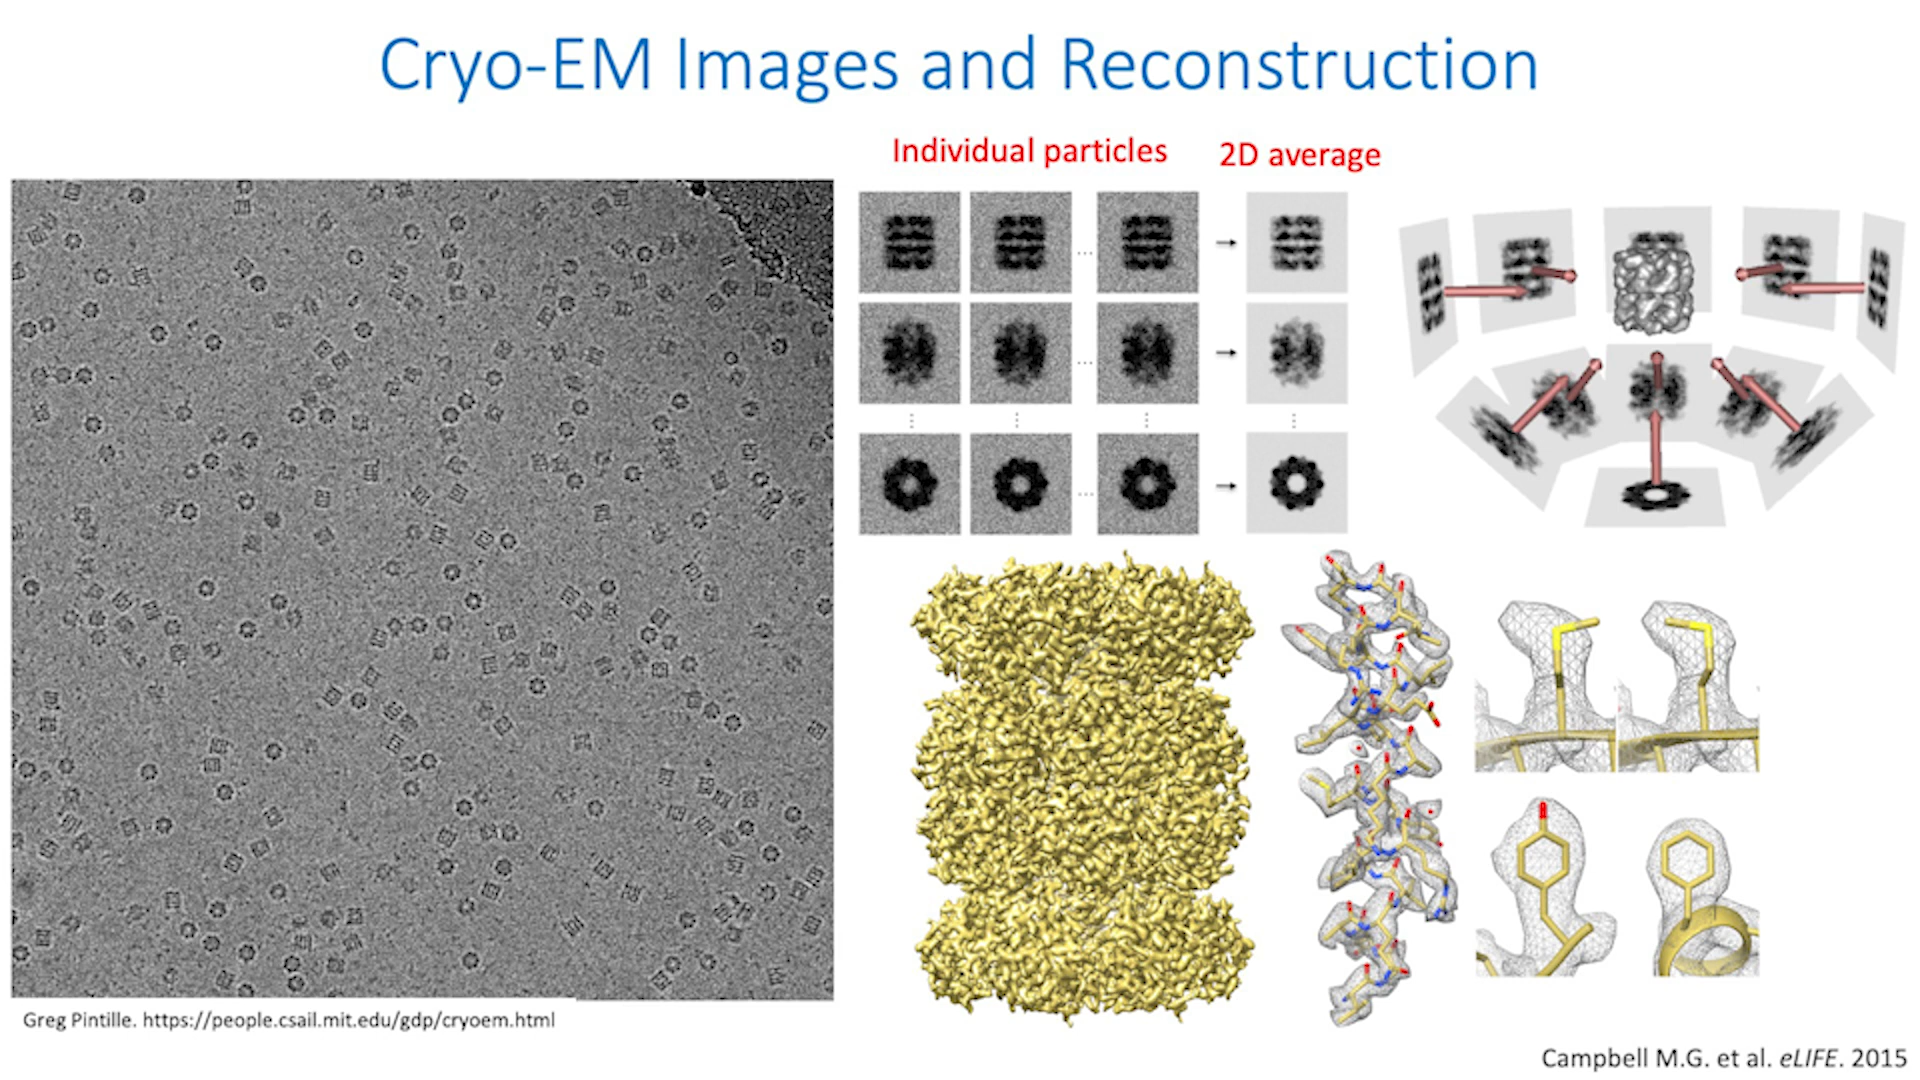 Cryo-EM Images and Reconstruction
Individual particles
2D average
Greg Pintille. https://people.csail.mit.edu/gdp/cryoem.html
Campbell M.G. et al. eLIFE. 2015